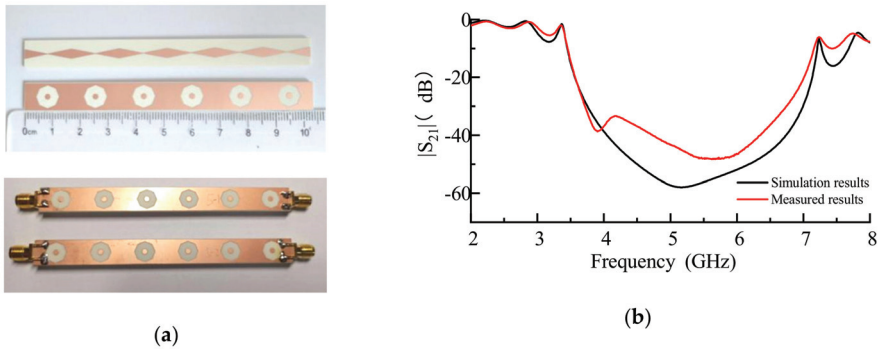 0cm 1 2 3 4 5 6 7 8 9 10
(a)
|S21|( dB)
0
-20
-40
-60
Simulation results
Measured results
2 3 4 5 6 7 8
Frequency (GHz)
(b)